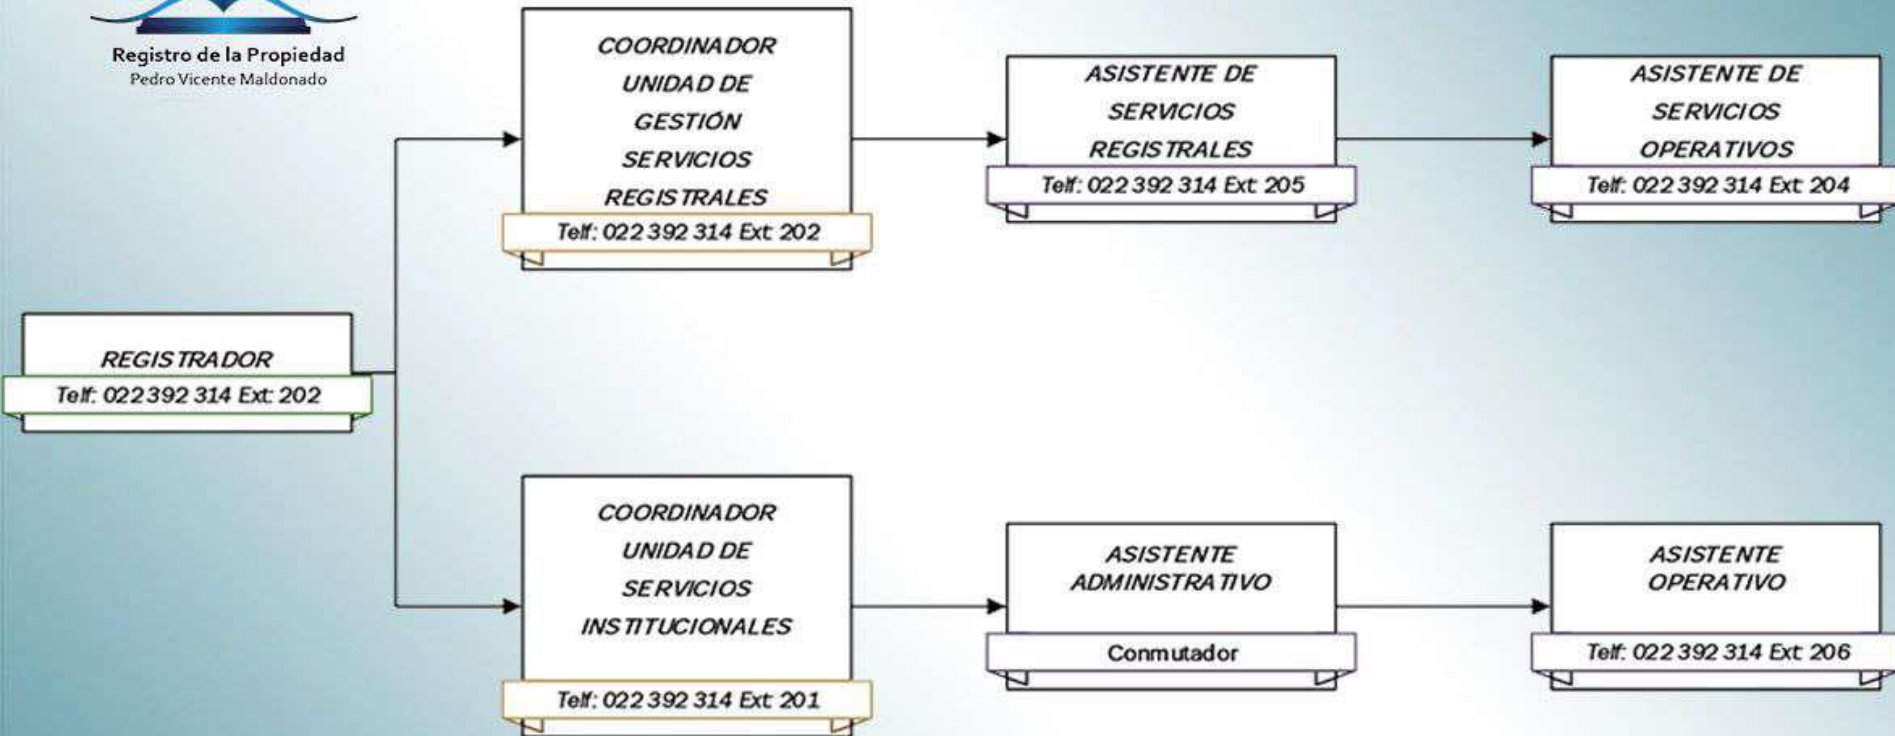 Registro de la Propiedad
Pedro Vicente Maldonado
COORDINADOR
UNIDAD DE
GESTIÓN
SERVICIOS
REGISTRALES
Telf: 022 392 314 Ext: 202
ASISTENTE DE
SERVICIOS
REGISTRALES
Telf: 022 392 314 Ext: 205
ASISTENTE DE
SERVICIOS
OPERATIVOS
Telf: 022 392 314 Ext: 204
REGISTRADOR
Telf: 022 392 314 Ext: 202
COORDINADOR
UNIDAD DE
SERVICIOS
INSTITUCIONALES
Telf: 022 392 314 Ext: 201
ASISTENTE
ADMINISTRATIVO
Conmutador
ASISTENTE
OPERATIVO
Telf: 022 392 314 Ext: 206